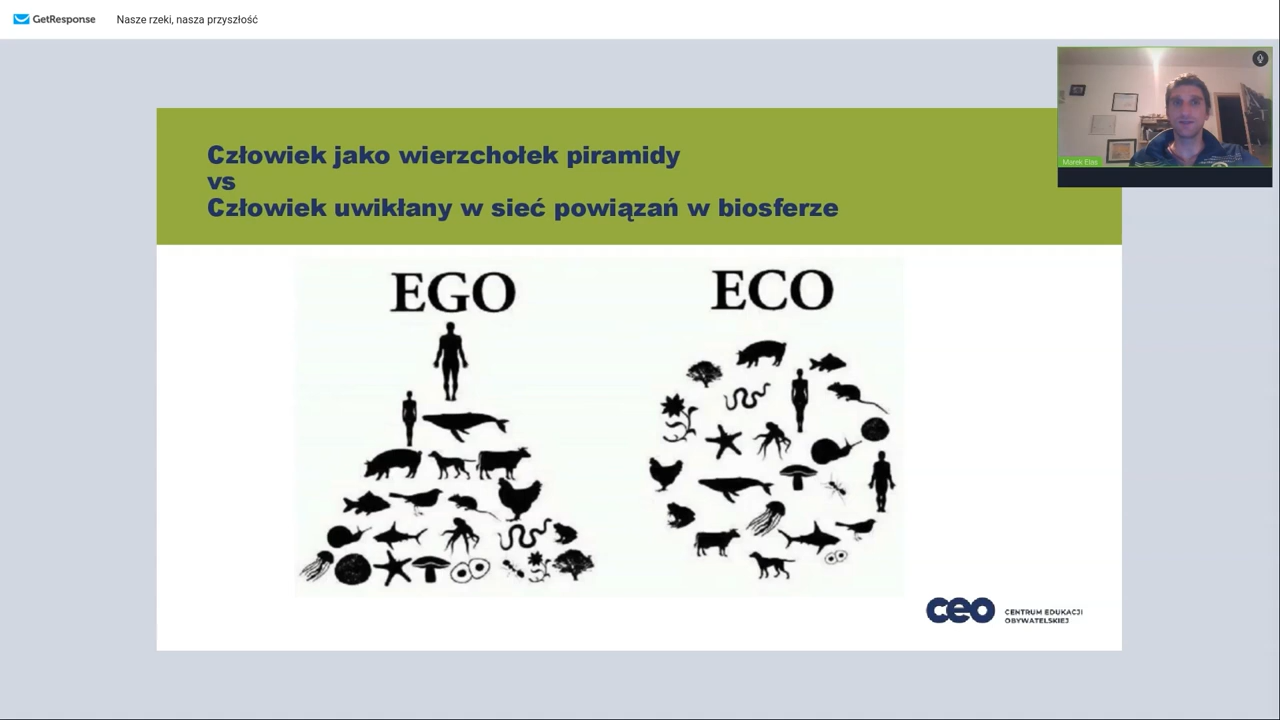 GetResponse
Nasze rzeki, nasza przyszłość
Marek Elas
Człowiek jako wierzchołek piramidy
vs
Człowiek uwikłany w sieć powiązań w biosferze
EGO
ECO
ceo
CENTRUM EDUKACJI
OBYWATELSKIEJ